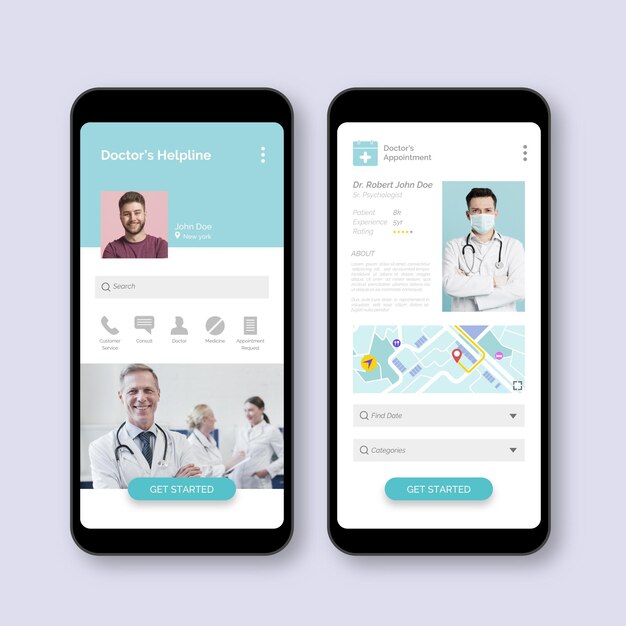 Doctor's Helpline
John Doe
New york
Search
Customer
Service
Consult
Doctor
Medicine
Appointment
Request
GET STARTED
Doctor's
Appointment
Dr. Robert John Doe
Sr. Psychologist
Patient 8k
Experience 5yr
Rating
ABOUT
Find Date
Categories
GET STARTED